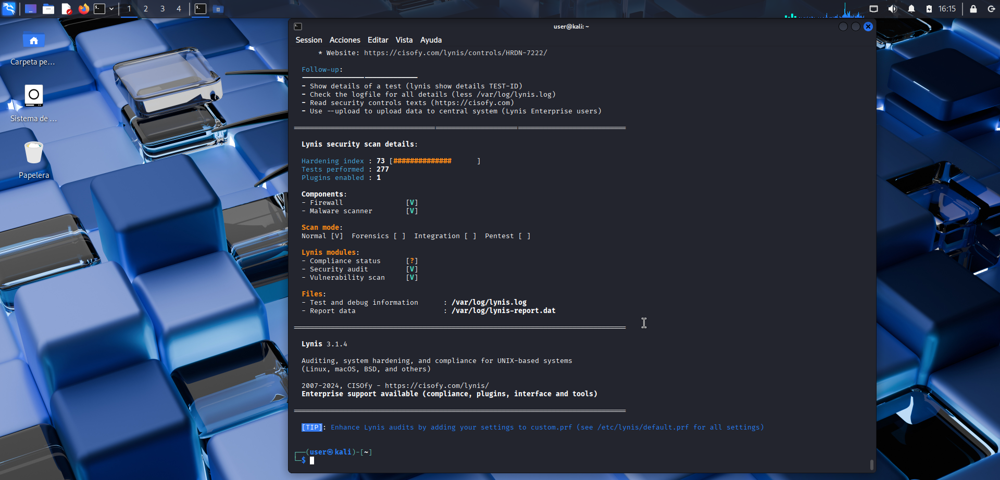 1 2 3 4
16:15
Carpeta pe...
Sistema de ...
Papelera
user@kali: ~
Session Acciones Editar Vista Ayuda
* Website: https://cisofy.com/lynis/controls/HRDN-7222/
Follow-up:
- Show details of a test (lynis show details TEST-ID)
- Check the logfile for all details (less /var/log/lynis.log)
- Read security controls texts (https://cisofy.com)
- Use --upload to upload data to central system (Lynis Enterprise users)
Lynis security scan details:
Hardening index : 73 [############## ]
Tests performed : 277
Plugins enabled : 1
Components:
- Firewall [V]
- Malware scanner [V]
Scan mode:
Normal [V] Forensics [ ] Integration [ ] Pentest [ ]
Lynis modules:
- Compliance status [?]
- Security audit [V]
- Vulnerability scan [V]
Files:
- Test and debug information : /var/log/lynis.log
- Report data : /var/log/lynis-report.dat
Lynis 3.1.4
Auditing, system hardening, and compliance for UNIX-based systems
(Linux, macOS, BSD, and others)
2007-2024, CISOfy - https://cisofy.com/lynis/
Enterprise support available (compliance, plugins, interface and tools)
[TIP]: Enhance Lynis audits by adding your settings to custom.prf (see /etc/lynis/default.prf for all settings)
┌──(user㉿kali)-[~]
└─$